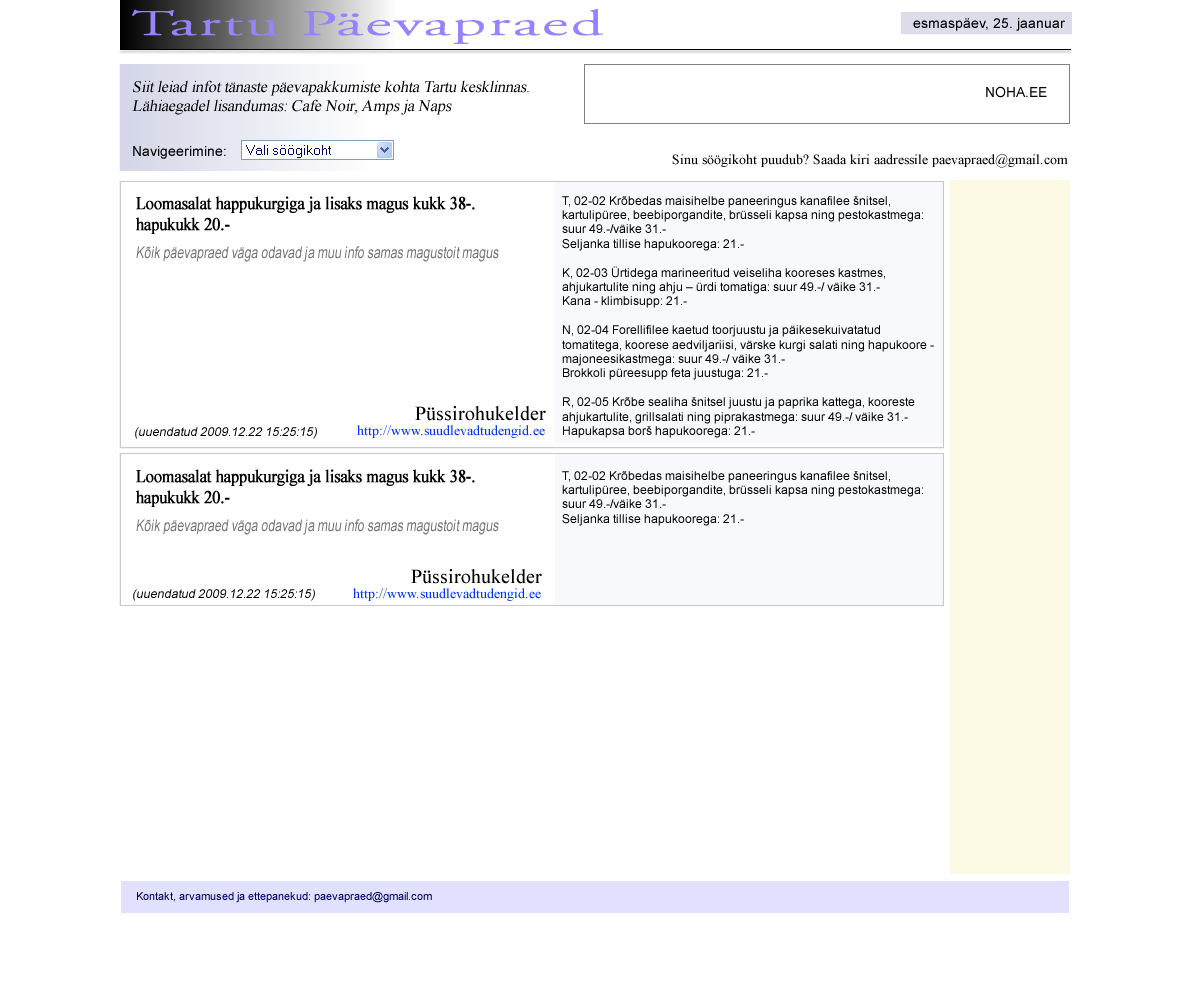 Tartu Päevapraed
esmaspäev, 25. jaanuar
Siit leiad infot tänaste päevapakkumiste kohta Tartu kesklinnas.
Lähiaegadel lisandumas: Cafe Noir, Amps ja Naps
NOHA.EE
Navigeerimine: Vali söögikoht
Sinu söögikoht puudub? Saada kiri aadressile paevapraed@gmail.com
Loomasalat happukurgiga ja lisaks magus kukk 38-.
hapukukk 20.-
Kõik päevapraed väga odavad ja muu info samas magustoit magus
Püssirohukelder
(uuendatud 2009.12.22 15:25:15)
http://www.suudlevadtudengid.ee
T, 02-02 Krõbedas maisihelbe paneeringus kanafilee šnitsel,
kartulipüree, beebiporgandite, brüsseli kapsa ning pestokastmega:
suur 49.-/väike 31.-
Seljanka tillise hapukoorega: 21.-
K, 02-03 Ürtidega marineeritud veiseliha kooreses kastmes,
ahjukartulite ning ahju – ürdi tomatiga: suur 49.-/ väike 31.-
Kana - klimbisupp: 21.-
N, 02-04 Forellifilee kaetud toorjuustu ja päikesekuivatatud
tomatitega, koorese aedviljariisi, värske kurgi salati ning hapukoore -
majoneesikastmega: suur 49.-/ väike 31.-
Brokkoli püreesupp feta juustuga: 21.-
R, 02-05 Krõbe sealiha šnitsel juustu ja paprika kattega, kooreste
ahjukartulite, grillsalati ning piprakastmega: suur 49.-/ väike 31.-
Hapukapsa borš hapukoorega: 21.-
Loomasalat happukurgiga ja lisaks magus kukk 38-.
hapukukk 20.-
Kõik päevapraed väga odavad ja muu info samas magustoit magus
Püssirohukelder
(uuendatud 2009.12.22 15:25:15)
http://www.suudlevadtudengid.ee
T, 02-02 Krõbedas maisihelbe paneeringus kanafilee šnitsel,
kartulipüree, beebiporgandite, brüsseli kapsa ning pestokastmega:
suur 49.-/väike 31.-
Seljanka tillise hapukoorega: 21.-
Kontakt, arvamused ja ettepanekud: paevapraed@gmail.com